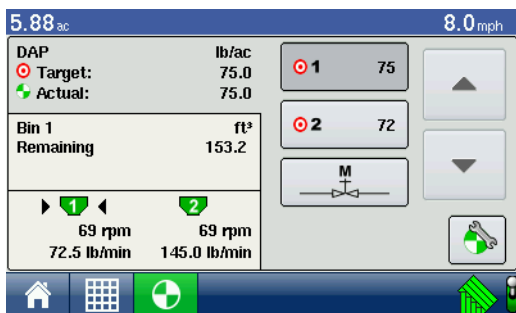 5.88 ac 8.0 mph
DAP lb/ac
Target: 75.0
Actual: 75.0
Bin 1 ft³
Remaining 153.2
1 2
69 rpm 69 rpm
72.5 lb/min 145.0 lb/min
1 75
2 72
M